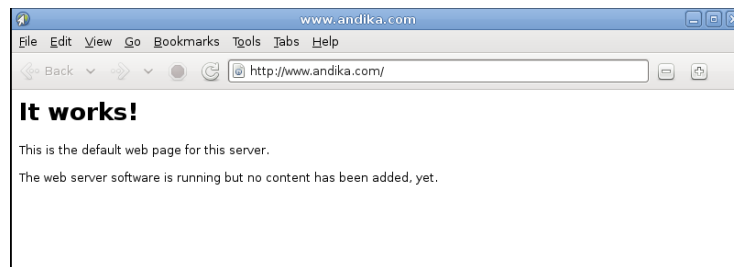 www.andika.com
File Edit View Go Bookmarks Tools Tabs Help
Back http://www.andika.com/
It works!
This is the default web page for this server.
The web server software is running but no content has been added, yet.